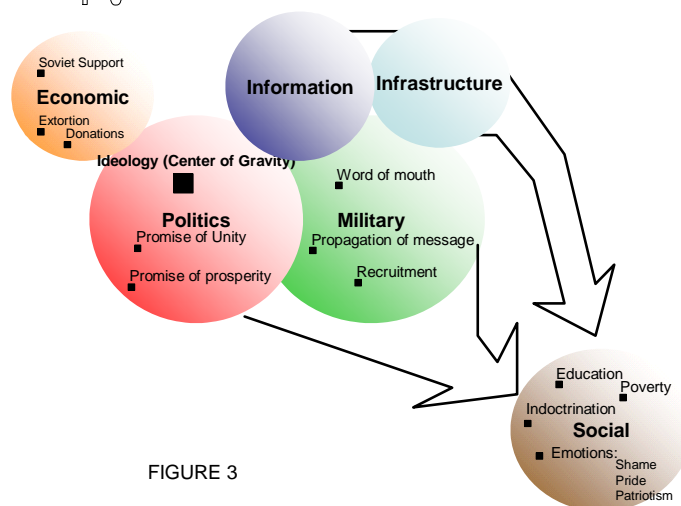 Soviet Support
Economic
Extortion
Donations
Information
Infrastructure
Ideology (Center of Gravity)
Politics
Promise of Unity
Promise of prosperity
Word of mouth
Military
Propagation of message
Recruitment
Education
Poverty
Indoctrination
Social
Emotions:
Shame
Pride
Patriotism
FIGURE 3